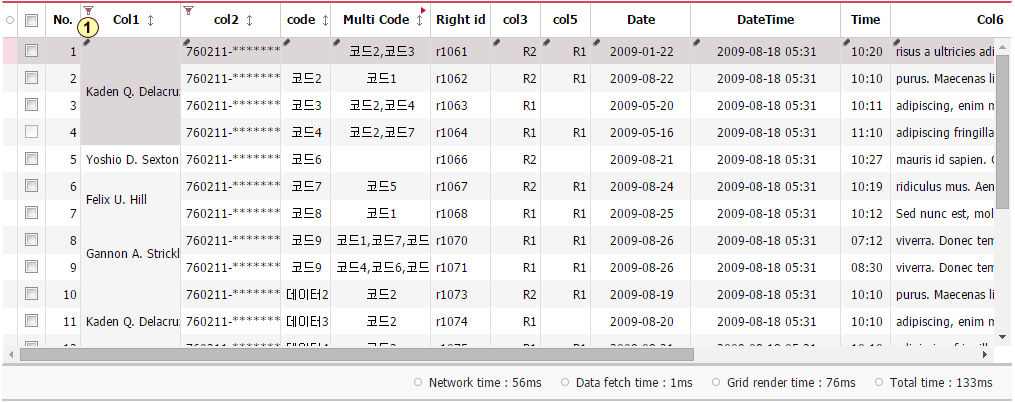 No. Col1 col2 code Multi Code Right id col3 col5 Date DateTime Time Col6
1
1 760211-******* 코드2,코드3 r1061 R2 R1 2009-01-22 2009-08-18 05:31 10:20 risus a ultricies adi
2 Kaden Q. Delacru 760211-******* 코드2 코드1 r1062 R2 R1 2009-08-22 2009-08-18 05:31 10:10 purus. Maecenas li
3 760211-******* 코드3 코드2,코드4 r1063 R1 2009-05-20 2009-08-18 05:31 10:11 adipiscing, enim m
4 760211-******* 코드4 코드2,코드7 r1064 R1 R1 2009-05-16 2009-08-18 05:31 11:10 adipiscing fringilla
5 Yoshio D. Sexton 760211-******* 코드6 r1066 R2 2009-08-21 2009-08-18 05:31 10:27 mauris id sapien. C
6 Felix U. Hill 760211-******* 코드7 코드5 r1067 R2 R1 2009-08-24 2009-08-18 05:31 10:19 ridiculus mus. Aen
7 760211-******* 코드8 코드1 r1068 R1 R1 2009-08-25 2009-08-18 05:31 10:12 Sed nunc est, mol
8 Gannon A. Strickl 760211-******* 코드9 코드1,코드7,코드 r1070 R1 R1 2009-08-26 2009-08-18 05:31 07:12 viverra. Donec tem
9 760211-******* 코드9 코드4,코드6,코드 r1071 R1 R1 2009-08-26 2009-08-18 05:31 08:30 viverra. Donec tem
10 760211-******* 데이터2 코드2 r1073 R2 R1 2009-08-19 2009-08-18 05:31 10:10 purus. Maecenas li
11 Kaden Q. Delacru 760211-******* 데이터3 코드2 r1074 R1 2009-08-20 2009-08-18 05:31 10:10 adipiscing, enim m
Network time : 56ms Data fetch time : 1ms Grid render time : 76ms Total time : 133ms